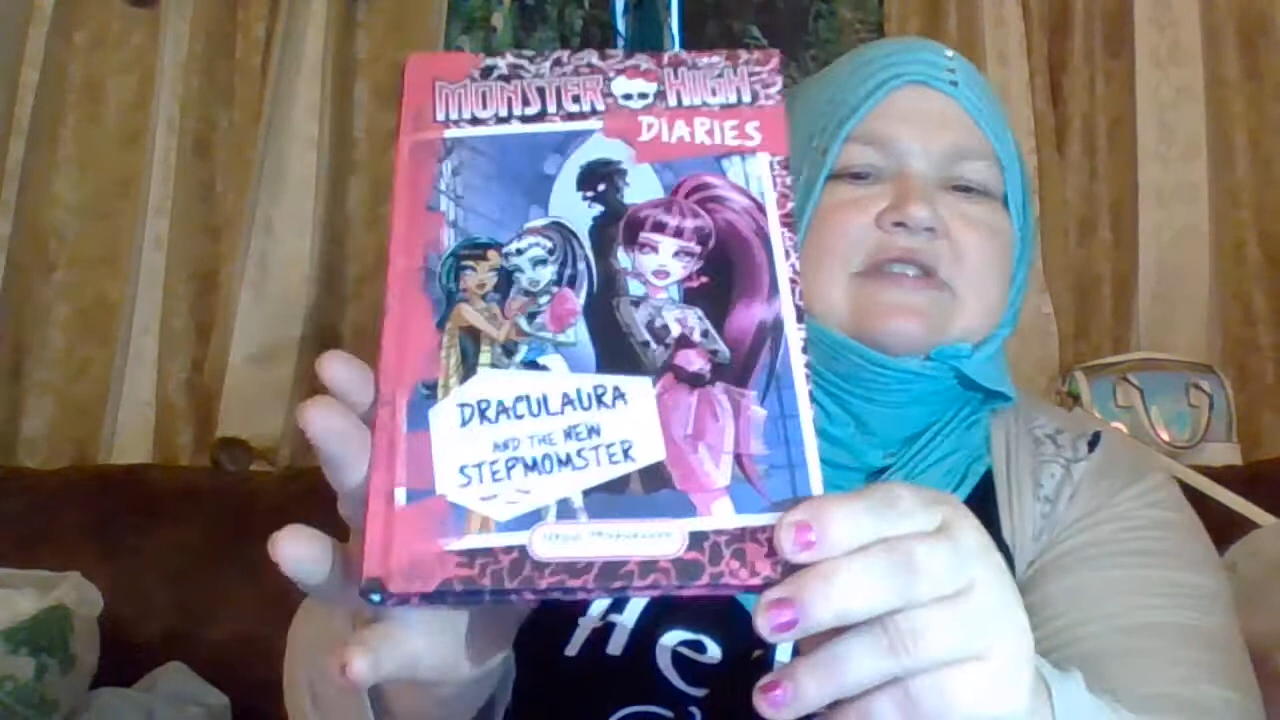 MONSTER HIGH
DIARIES
DRACULAURA
AND THE NEW
STEPMOMSTER
He